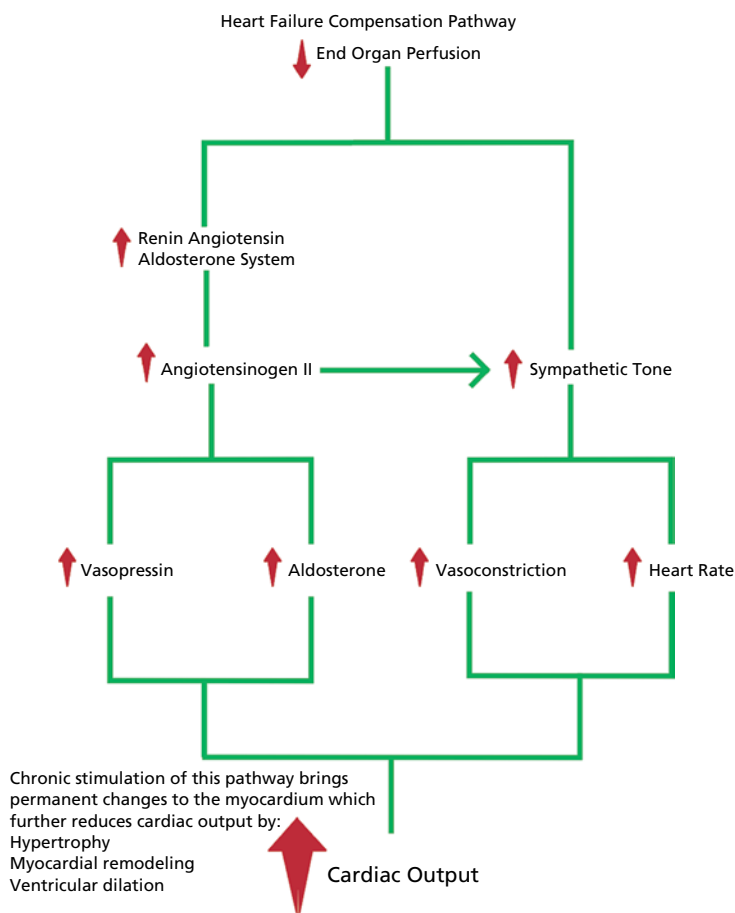 Heart Failure Compensation Pathway
End Organ Perfusion
Renin Angiotensin
Aldosterone System
Angiotensinogen II
Sympathetic Tone
Vasopressin
Aldosterone
Vasoconstriction
Heart Rate
Chronic stimulation of this pathway brings
permanent changes to the myocardium which
further reduces cardiac output by:
Hypertrophy
Myocardial remodeling
Ventricular dilation
Cardiac Output